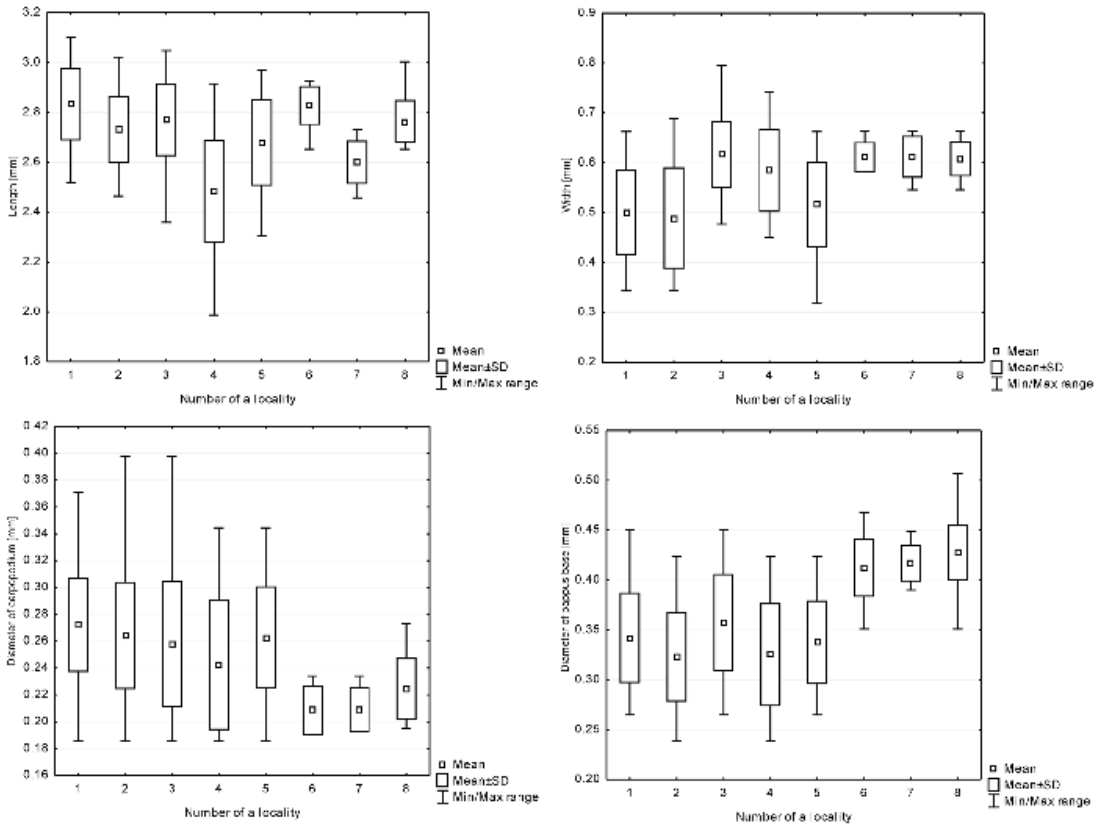 3.2
3.0
2.8
2.6
2.4
2.2
2.0
1.8
Length [mm]
1 2 3 4 5 6 7 8
Number of a locality
Mean
Mean±SD
Min/Max range
0.9
0.8
0.7
0.6
0.5
0.4
0.3
0.2
Width [mm]
1 2 3 4 5 6 7 8
Number of a locality
Mean
Mean±SD
Min/Max range
0.42
0.40
0.38
0.36
0.34
0.32
0.30
0.28
0.26
0.24
0.22
0.20
0.18
0.16
Diameter of carpopodium [mm]
1 2 3 4 5 6 7 8
Number of a locality
Mean
Mean±SD
Min/Max range
0.55
0.50
0.45
0.40
0.35
0.30
0.25
0.20
Diameter of pappus base [mm]
1 2 3 4 5 6 7 8
Number of a locality
Mean
Mean±SD
Min/Max range